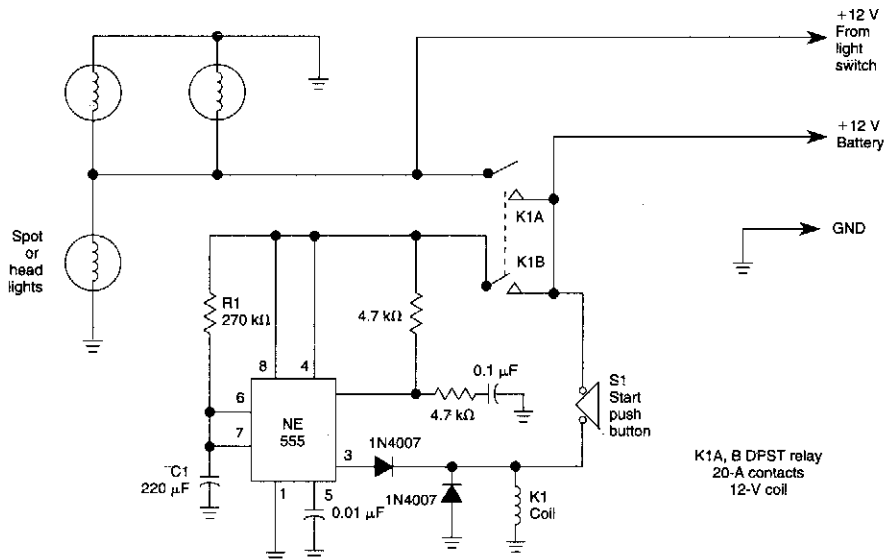 +12 V
From
light
switch
+12 V
Battery
K1A
Spot
or
head
lights
GND
K1B
R1
270 kΩ
4.7 kΩ
8
4
0.1 µF
S1
Start
push
button
6
NE
555
4.7 kΩ
7
3
1N4007
C1
220 µF
1
5
0.01 µF
1N4007
K1
Coil
K1A, B DPST relay
20-A contacts
12-V coil